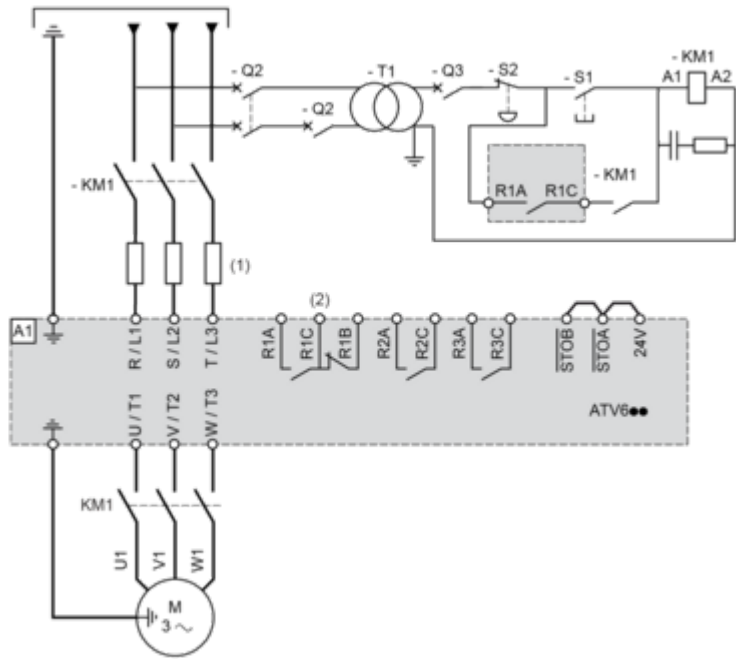 - Q2
- T1
- Q3
- S2
- S1
- KM1
A1
A2
- Q2
- KM1
R1A
R1C
- KM1
(1)
(2)
A1
R / L1
S / L2
T / L3
R1A
R1C
R1B
R2A
R2C
R3A
R3C
STOB
STOA
24V
U / T1
V / T2
W / T3
ATV6●●
KM1
U1
V1
W1
M
3 ~